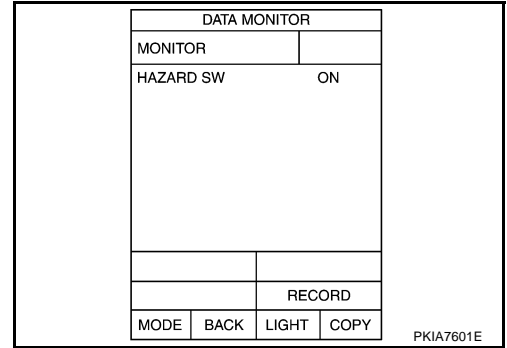 DATA MONITOR
MONITOR
HAZARD SW ON
RECORD
MODE BACK LIGHT COPY
PKIA7601E